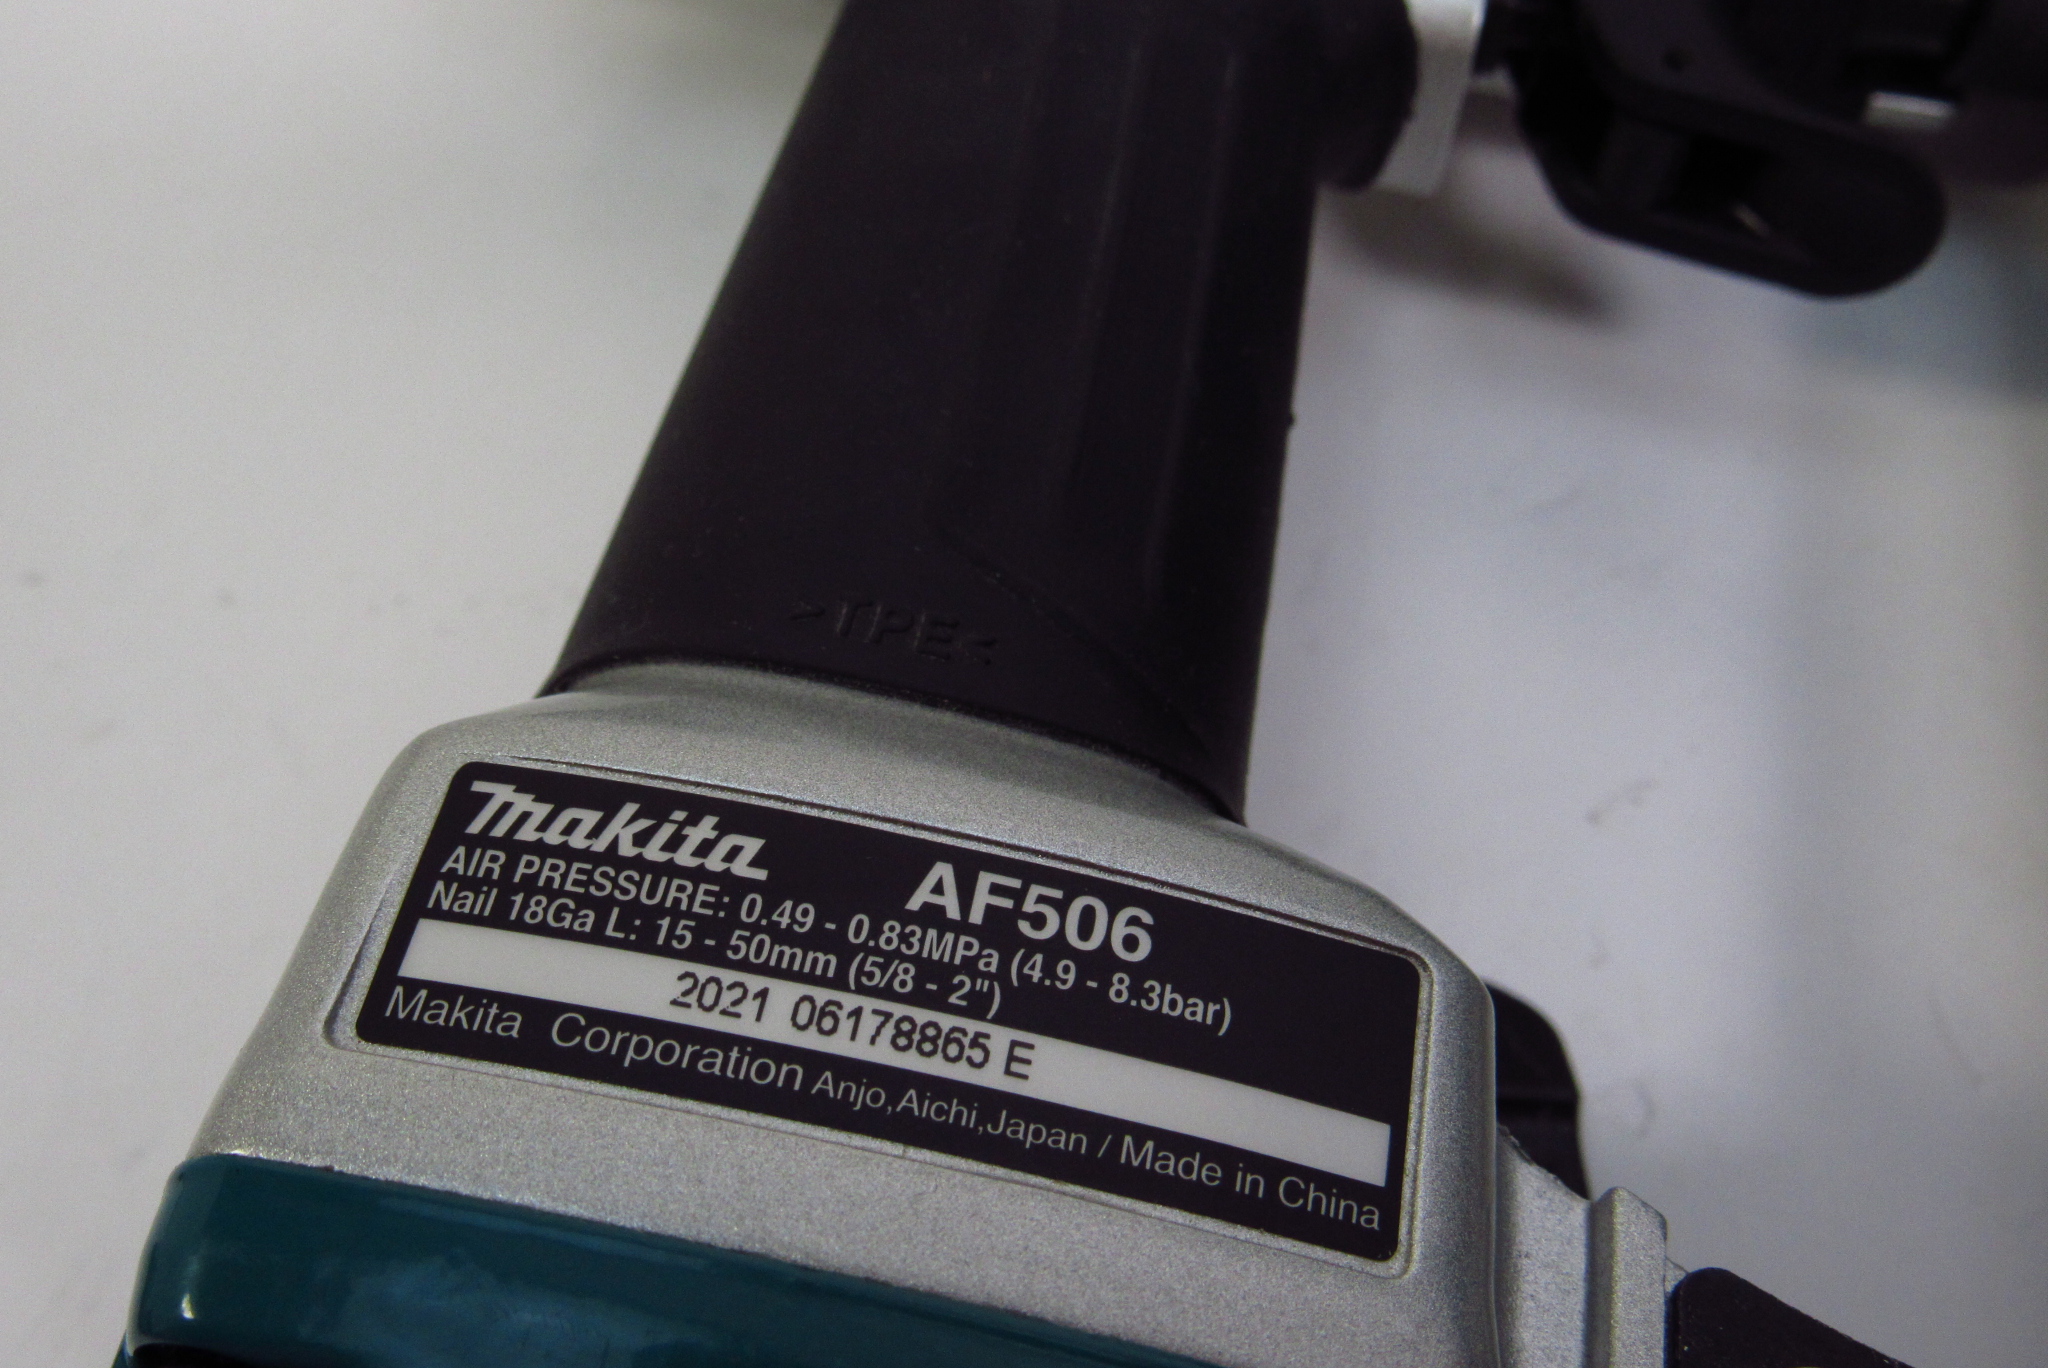 >TPE<
makita AF506
AIR PRESSURE: 0.49 - 0.83MPa (4.9 - 8.3bar)
Nail 18Ga L: 15 - 50mm (5/8 - 2")
2021 06178865 E
Makita Corporation Anjo,Aichi,Japan / Made in China